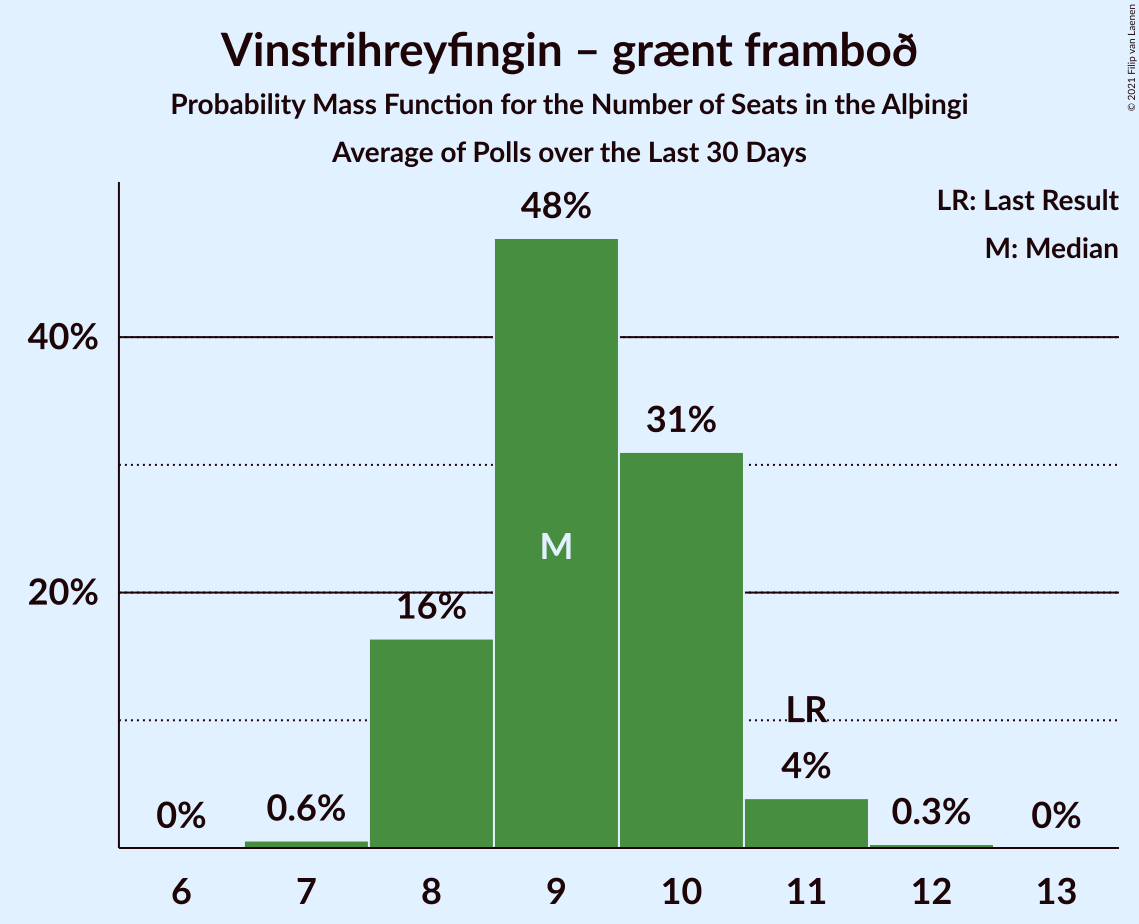 Vinstrihreyfingin – grænt framboð
Probability Mass Function for the Number of Seats in the Alþingi
Average of Polls over the Last 30 Days
© 2021 Filip van Laenen
LR: Last Result
M: Median
48%
40%
31%
M
20%
16%
LR
4%
0%
0.6%
0.3%
0%
6 7 8 9 10 11 12 13